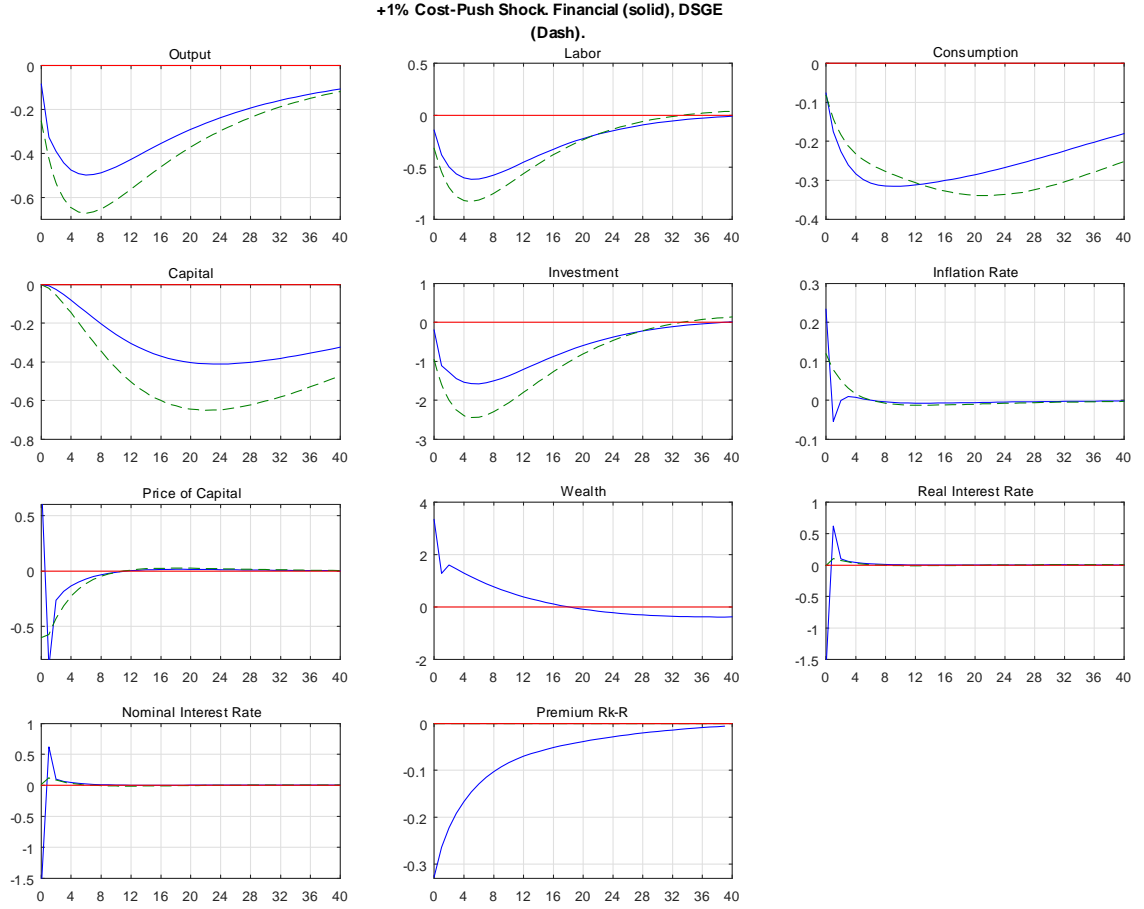 +1% Cost-Push Shock. Financial (solid), DSGE
(Dash).
Output
0
-0.2
-0.4
-0.6
0 4 8 12 16 20 24 28 32 36 40
Labor
0.5
0
-0.5
-1
0 4 8 12 16 20 24 28 32 36 40
Consumption
0
-0.1
-0.2
-0.3
-0.4
0 4 8 12 16 20 24 28 32 36 40
Capital
0
-0.2
-0.4
-0.6
-0.8
0 4 8 12 16 20 24 28 32 36 40
Investment
1
0
-1
-2
-3
0 4 8 12 16 20 24 28 32 36 40
Inflation Rate
0.3
0.2
0.1
0
-0.1
0 4 8 12 16 20 24 28 32 36 40
Price of Capital
0.5
0
-0.5
0 4 8 12 16 20 24 28 32 36 40
Wealth
4
2
0
-2
0 4 8 12 16 20 24 28 32 36 40
Real Interest Rate
1
0.5
0
-0.5
-1
-1.5
0 4 8 12 16 20 24 28 32 36 40
Nominal Interest Rate
1
0.5
0
-0.5
-1
-1.5
0 4 8 12 16 20 24 28 32 36 40
Premium Rk-R
0
-0.1
-0.2
-0.3
0 4 8 12 16 20 24 28 32 36 40